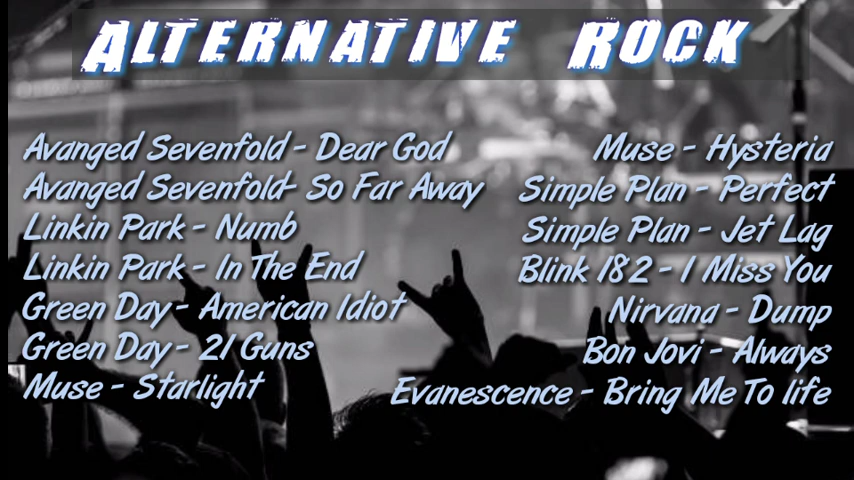 Alternative Rock
Avanged Sevenfold - Dear God
Avanged Sevenfold- So Far Away
Linkin Park - Numb
Linkin Park - In The End
Green Day - American Idiot
Green Day - 21 Guns
Muse - Starlight
Muse - Hysteria
Simple Plan - Perfect
Simple Plan - Jet Lag
Blink 182 - I Miss You
Nirvana - Dump
Bon Jovi - Always
Evanescence - Bring Me To life